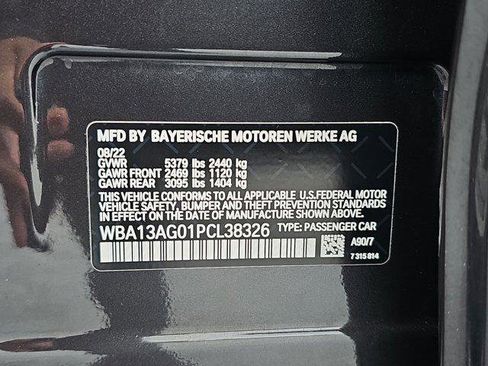 MFD BY BAYERISCHE MOTOREN WERKE AG
08/22
GVWR 5379 lbs 2440 kg
GAWR FRONT 2469 lbs 1120 kg
GAWR REAR 3095 lbs 1404 kg
THIS VEHICLE CONFORMS TO ALL APPLICABLE U.S.FEDERAL MOTOR
VEHICLE SAFETY, BUMPER, AND THEFT PREVENTION STANDARDS
IN EFFECT ON THE DATE OF MANUFACTURE SHOWN ABOVE.
WBA13AG01PCL38326 TYPE: PASSENGER CAR
A90/7
7 315 814